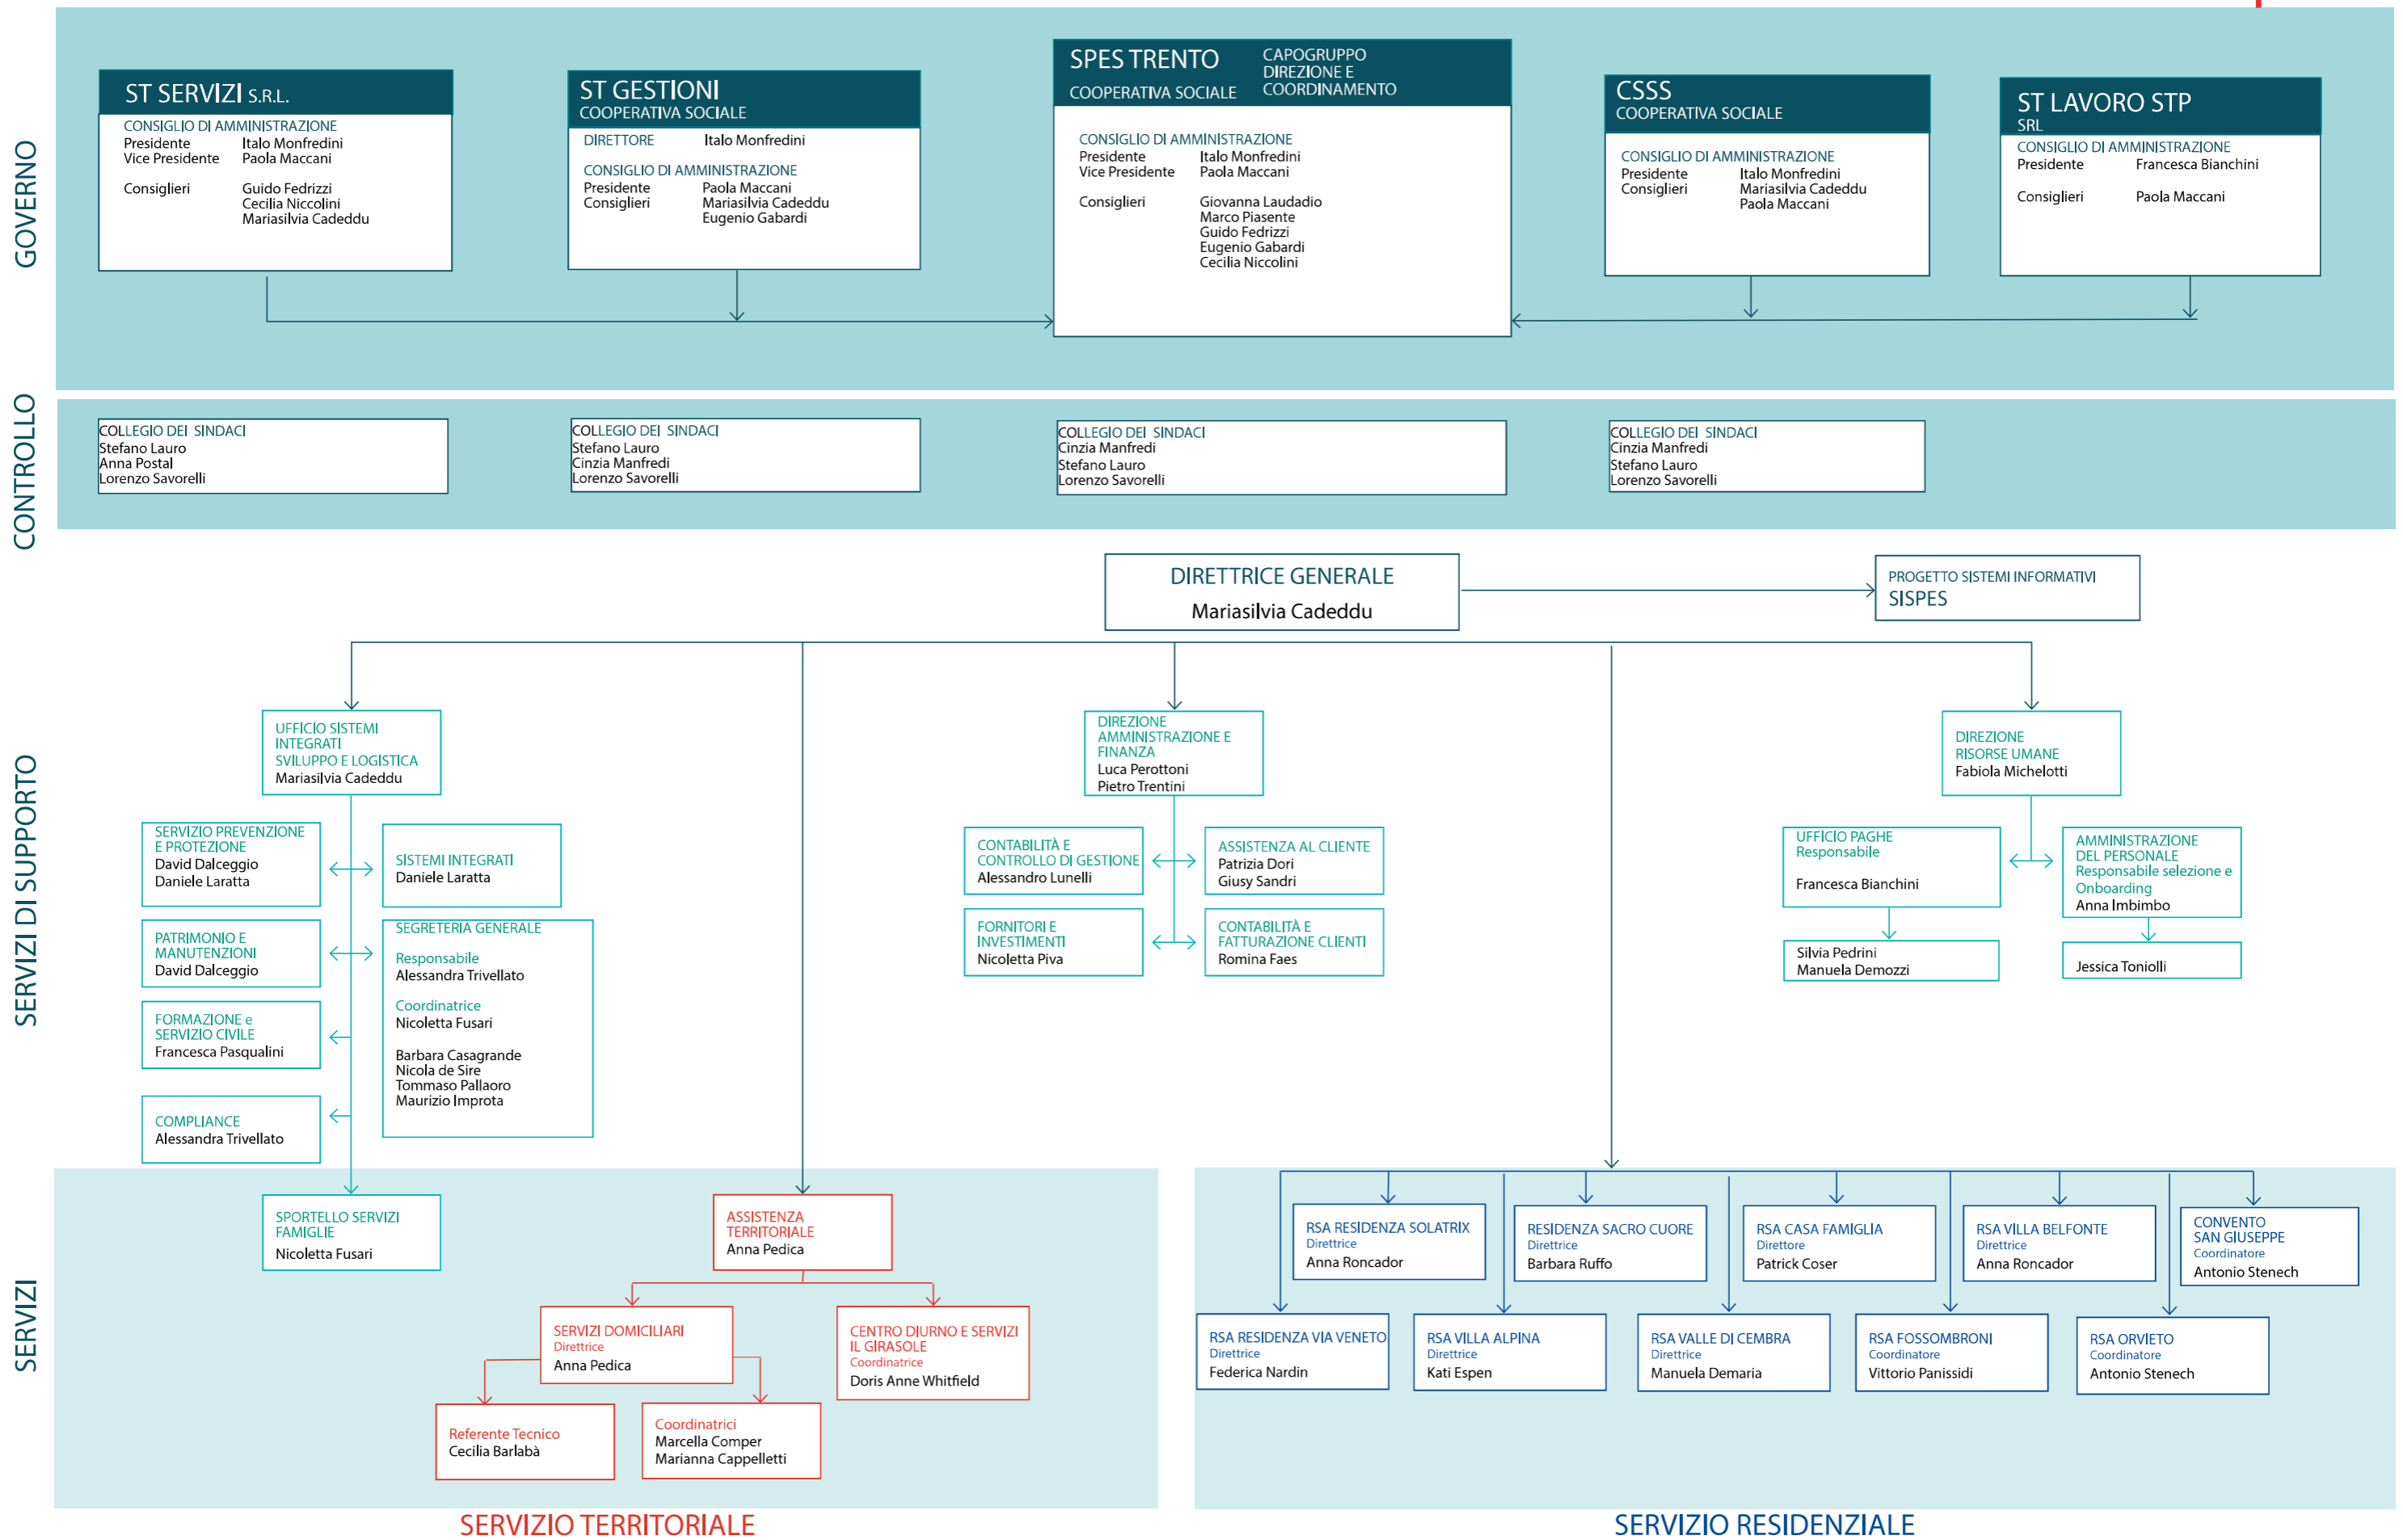 GOVERNO
ST SERVIZI S.R.L.
CONSIGLIO DI AMMINISTRAZIONE
Presidente Italo Monfredini
Vice Presidente Paola Maccani
Consiglieri Guido Fedrizzi
Cecilia Niccolini
Mariasilvia Cadeddu
ST GESTIONI
COOPERATIVA SOCIALE
DIRETTORE Italo Monfredini
CONSIGLIO DI AMMINISTRAZIONE
Presidente Paola Maccani
Consiglieri Mariasilvia Cadeddu
Eugenio Gabardi
SPES TRENTO
COOPERATIVA SOCIALE
CAPOGRUPPO
DIREZIONE E
COORDINAMENTO
CONSIGLIO DI AMMINISTRAZIONE
Presidente Italo Monfredini
Vice Presidente Paola Maccani
Consiglieri Giovanna Laudadio
Marco Piasente
Guido Fedrizzi
Eugenio Gabardi
Cecilia Niccolini
CSSS
COOPERATIVA SOCIALE
CONSIGLIO DI AMMINISTRAZIONE
Presidente Italo Monfredini
Consiglieri Mariasilvia Cadeddu
Paola Maccani
ST LAVORO STP
SRL
CONSIGLIO DI AMMINISTRAZIONE
Presidente Francesca Bianchini
Consiglieri Paola Maccani
CONTROLLO
COLLEGIO DEI SINDACI
Stefano Lauro
Anna Postal
Lorenzo Savorelli
COLLEGIO DEI SINDACI
Stefano Lauro
Cinzia Manfredi
Lorenzo Savorelli
COLLEGIO DEI SINDACI
Cinzia Manfredi
Stefano Lauro
Lorenzo Savorelli
COLLEGIO DEI SINDACI
Cinzia Manfredi
Stefano Lauro
Lorenzo Savorelli
DIRETTRICE GENERALE
Mariasilvia Cadeddu
PROGETTO SISTEMI INFORMATIVI
SISPES
SERVIZI DI SUPPORTO
UFFICIO SISTEMI
INTEGRATI
SVILUPPO E LOGISTICA
Mariasilvia Cadeddu
SERVIZIO PREVENZIONE
E PROTEZIONE
David Dalceggio
Daniele Laratta
SISTEMI INTEGRATI
Daniele Laratta
PATRIMONIO E
MANUTENZIONI
David Dalceggio
SEGRETERIA GENERALE
Responsabile
Alessandra Trivellato
Coordinatrice
Nicoletta Fusari
Barbara Casagrande
Nicola de Sire
Tommaso Pallaoro
Maurizio Improta
FORMAZIONE e
SERVIZIO CIVILE
Francesca Pasqualini
COMPLIANCE
Alessandra Trivellato
DIREZIONE
AMMINISTRAZIONE E
FINANZA
Luca Perottoni
Pietro Trentini
CONTABILITÀ E
CONTROLLO DI GESTIONE
Alessandro Lunelli
ASSISTENZA AL CLIENTE
Patrizia Dori
Giusy Sandri
FORNITORI E
INVESTIMENTI
Nicoletta Piva
CONTABILITÀ E
FATTURAZIONE CLIENTI
Romina Faes
DIREZIONE
RISORSE UMANE
Fabiola Michelotti
UFFICIO PAGHE
Responsabile
Francesca Bianchini
Silvia Pedrini
Manuela Demozzi
AMMINISTRAZIONE
DEL PERSONALE
Responsabile selezione e
Onboarding
Anna Imbimbo
Jessica Toniolli
SERVIZI
SPORTELLO SERVIZI
FAMIGLIE
Nicoletta Fusari
ASSISTENZA
TERRITORIALE
Anna Pedica
SERVIZI DOMICILIARI
Direttrice
Anna Pedica
CENTRO DIURNO E SERVIZI
IL GIRASOLE
Coordinatrice
Doris Anne Whitfield
Referente Tecnico
Cecilia Barlabà
Coordinatrici
Marcella Comper
Marianna Cappelletti
RSA RESIDENZA SOLATRIX
Direttrice
Anna Roncador
RESIDENZA SACRO CUORE
Direttrice
Barbara Ruffo
RSA CASA FAMIGLIA
Direttore
Patrick Coser
RSA VILLA BELFONTE
Direttrice
Anna Roncador
CONVENTO
SAN GIUSEPPE
Coordinatore
Antonio Stenech
RSA RESIDENZA VIA VENETO
Direttrice
Federica Nardin
RSA VILLA ALPINA
Direttrice
Kati Espen
RSA VALLE DI CEMBRA
Direttrice
Manuela Demaria
RSA FOSSOMBRONI
Coordinatore
Vittorio Panissidi
RSA ORVIETO
Coordinatore
Antonio Stenech
SERVIZIO TERRITORIALE
SERVIZIO RESIDENZIALE